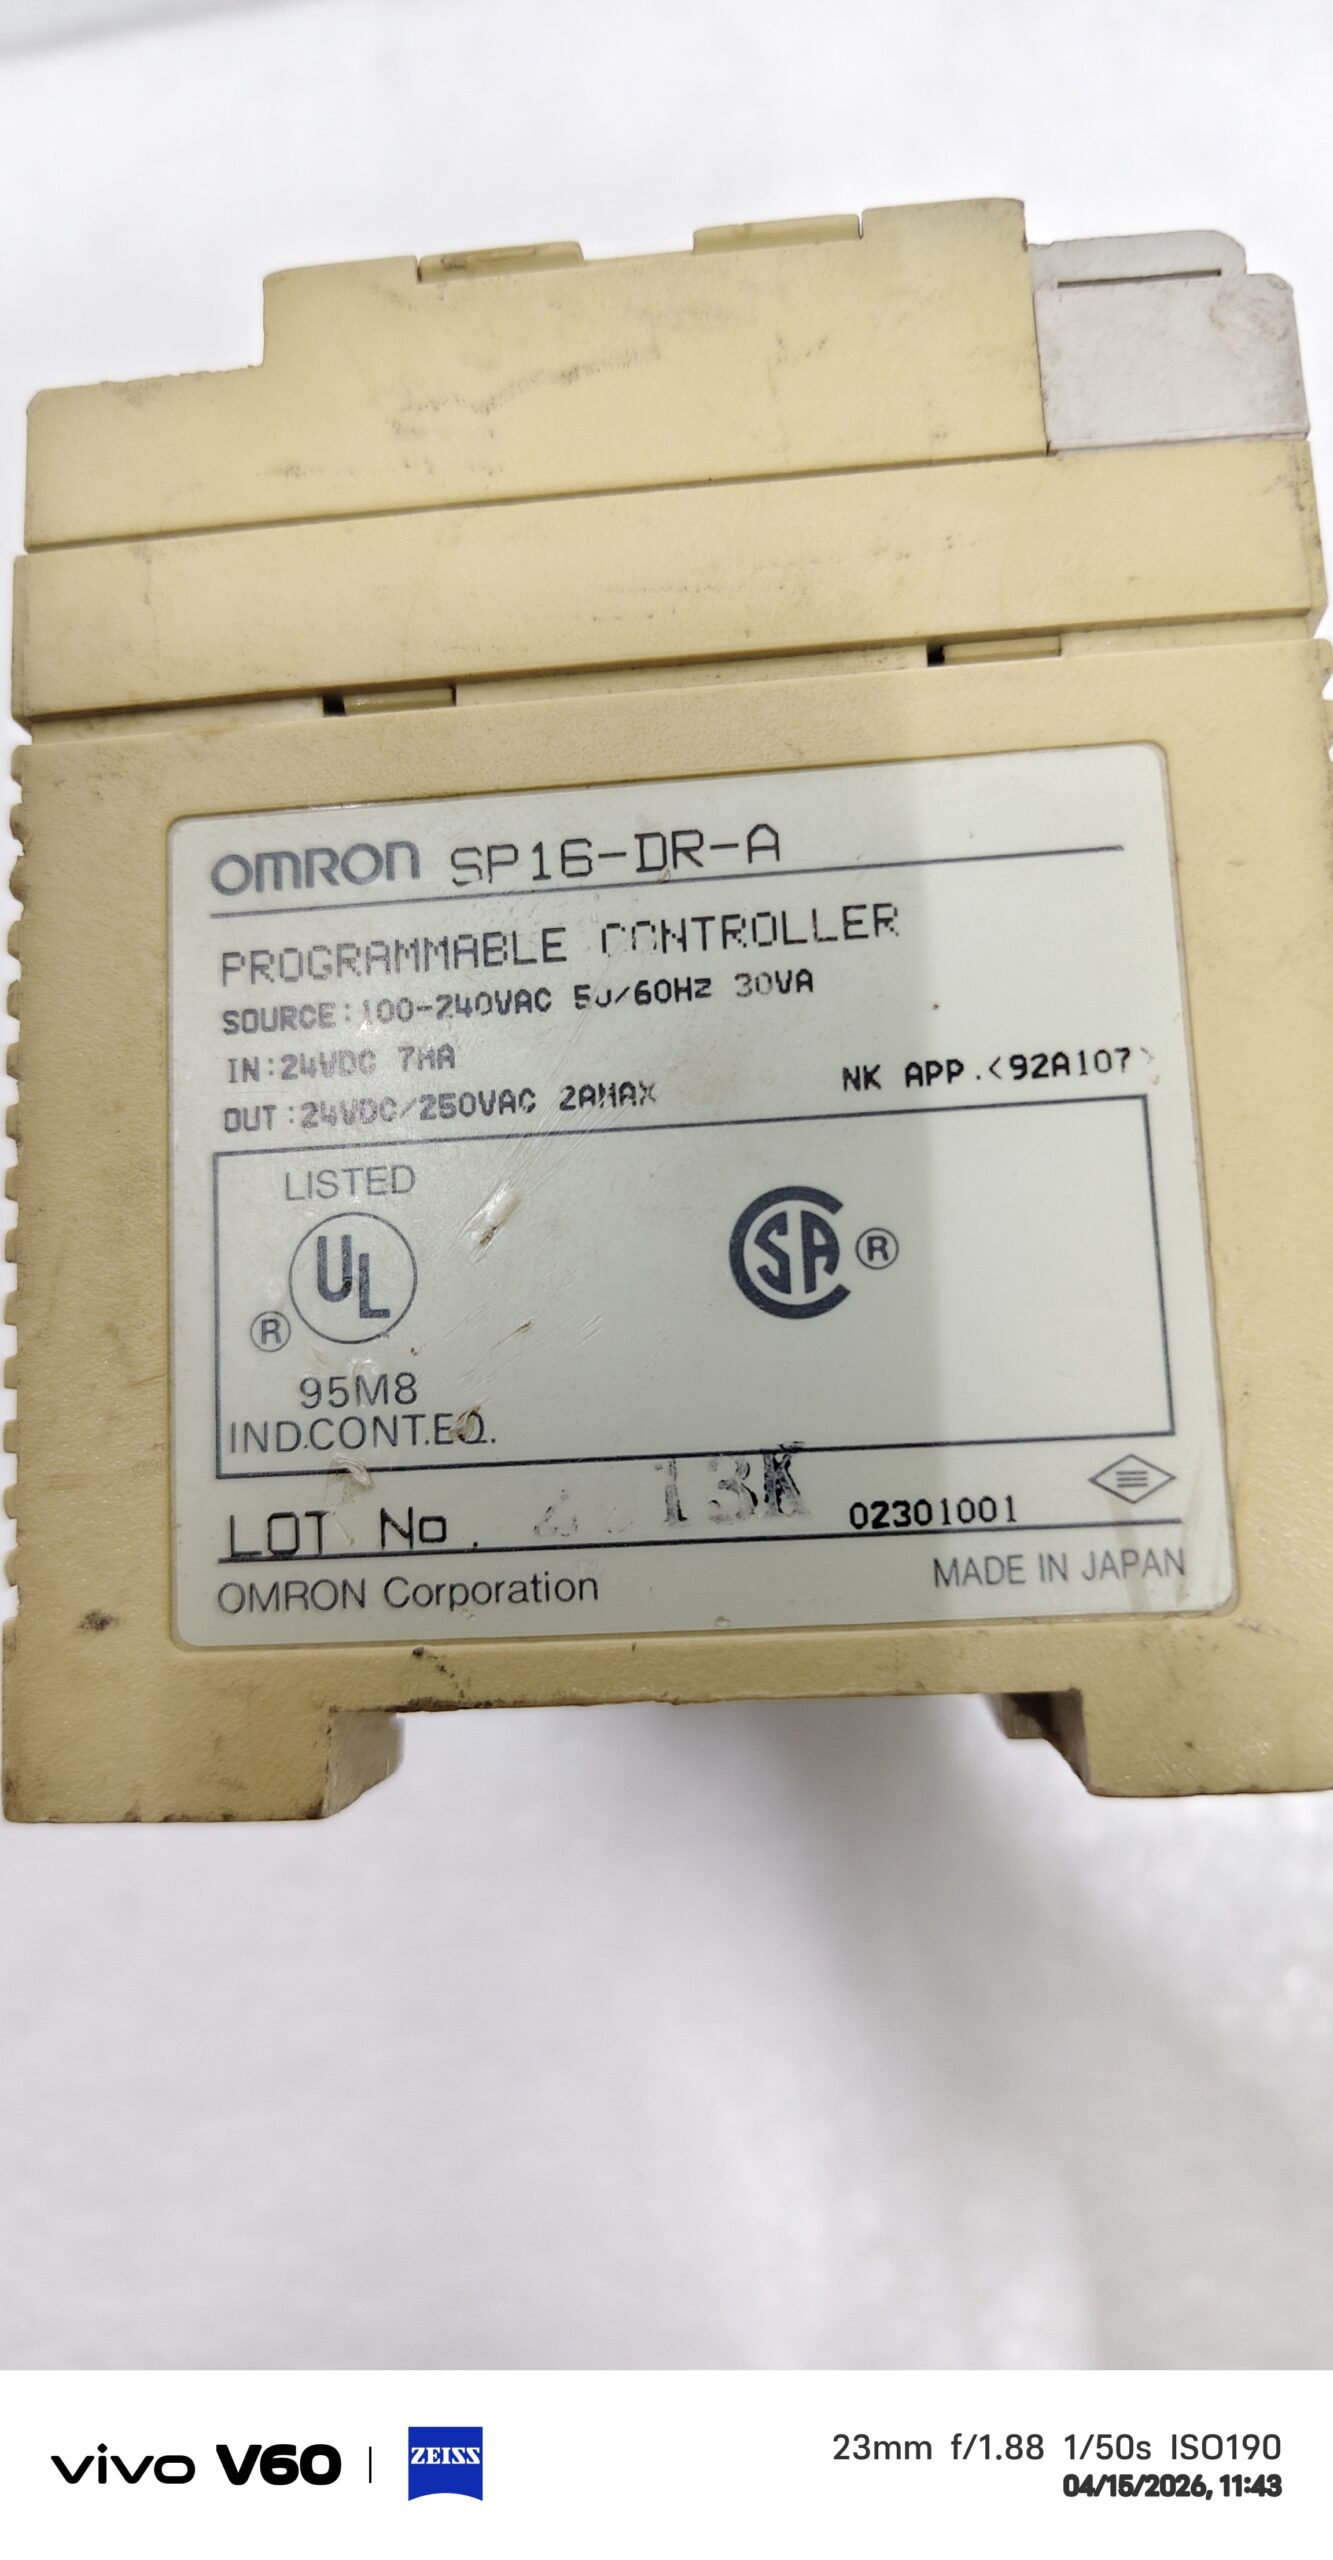 OMRON SP16-DR-A
PROGRAMMABLE CONTROLLER
SOURCE:100-240VAC 50/60Hz 30VA
IN:24VDC 7MA
OUT:24VDC/250VAC 2AMAX
NK APP.<92A107>
LISTED
UL
®
95M8
IND.CONT.EQ.
CSA ®
LOT No.
02301001
OMRON Corporation
MADE IN JAPAN
vivo V60 | ZEISS
23mm f/1.88 1/50s ISO190
04/15/2026, 11:43